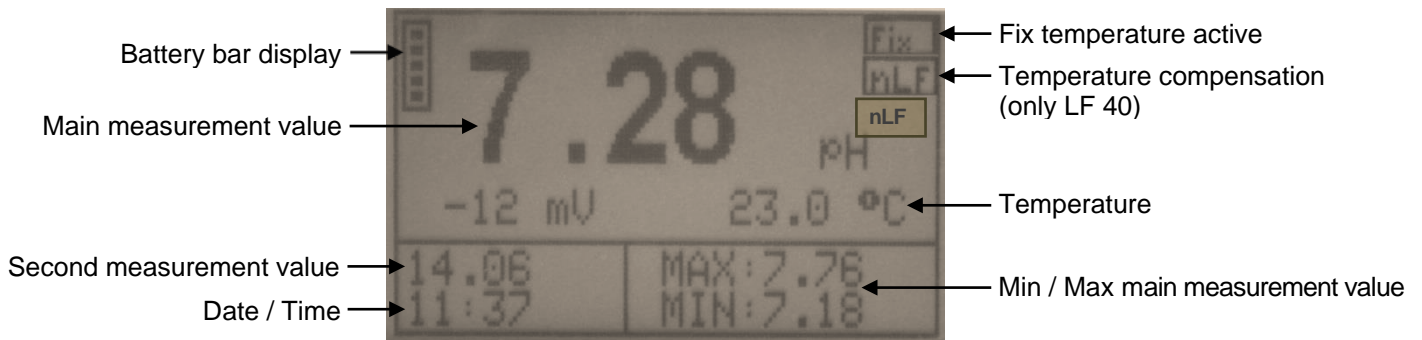 Battery bar display
Main measurement value
Second measurement value
Date / Time
7.28
pH
-12 mV 23.0 °C
14.06 MAX:7.76
11:37 MIN:7.18
Fix
nLF
nLF
Fix temperature active
Temperature compensation
(only LF 40)
Temperature
Min / Max main measurement value